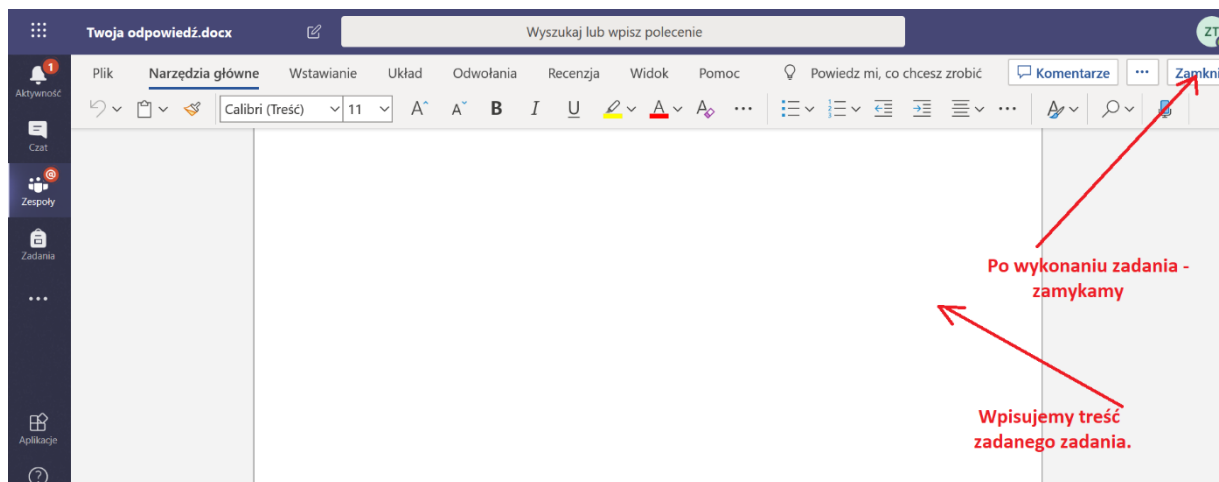 Twoja odpowiedź.docx
Wyszukaj lub wpisz polecenie
ZT
1
Aktywność
Plik Narzędzia główne Wstawianie Układ Odwołania Recenzja Widok Pomoc Powiedz mi, co chcesz zrobić Komentarze Zamkni
Calibri (Treść) 11 A A B I U A A
Czat
@
Zespoły
Zadania
Po wykonaniu zadania -
zamykamy
Wpisujemy treść
zadanego zadania.
Aplikacje